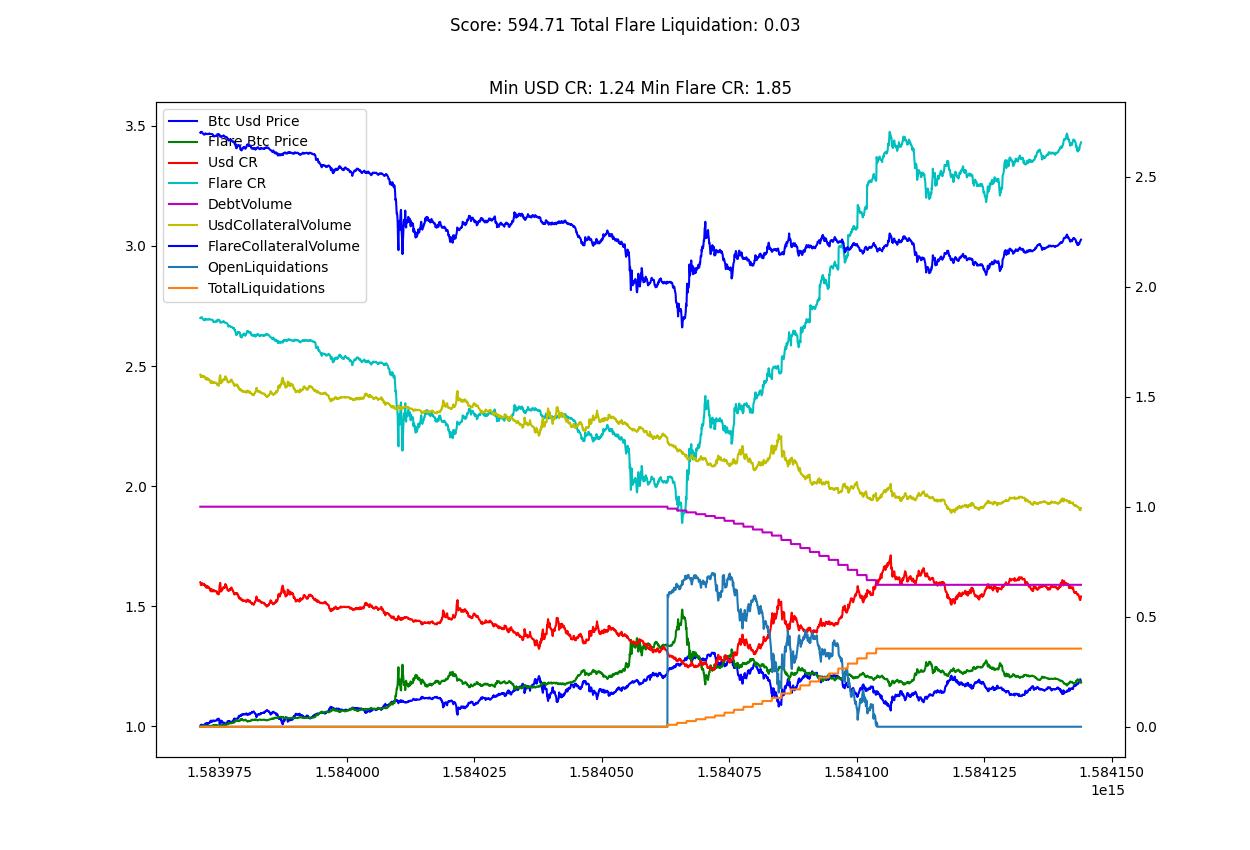 Score: 594.71 Total Flare Liquidation: 0.03
Min USD CR: 1.24 Min Flare CR: 1.85
Btc Usd Price
Flare Btc Price
Usd CR
Flare CR
DebtVolume
UsdCollateralVolume
FlareCollateralVolume
OpenLiquidations
TotalLiquidations
3.5
3.0
2.5
2.0
1.5
1.0
2.5
2.0
1.5
1.0
0.5
0.0
1.583975 1.584000 1.584025 1.584050 1.584075 1.584100 1.584125 1.584150
1e15